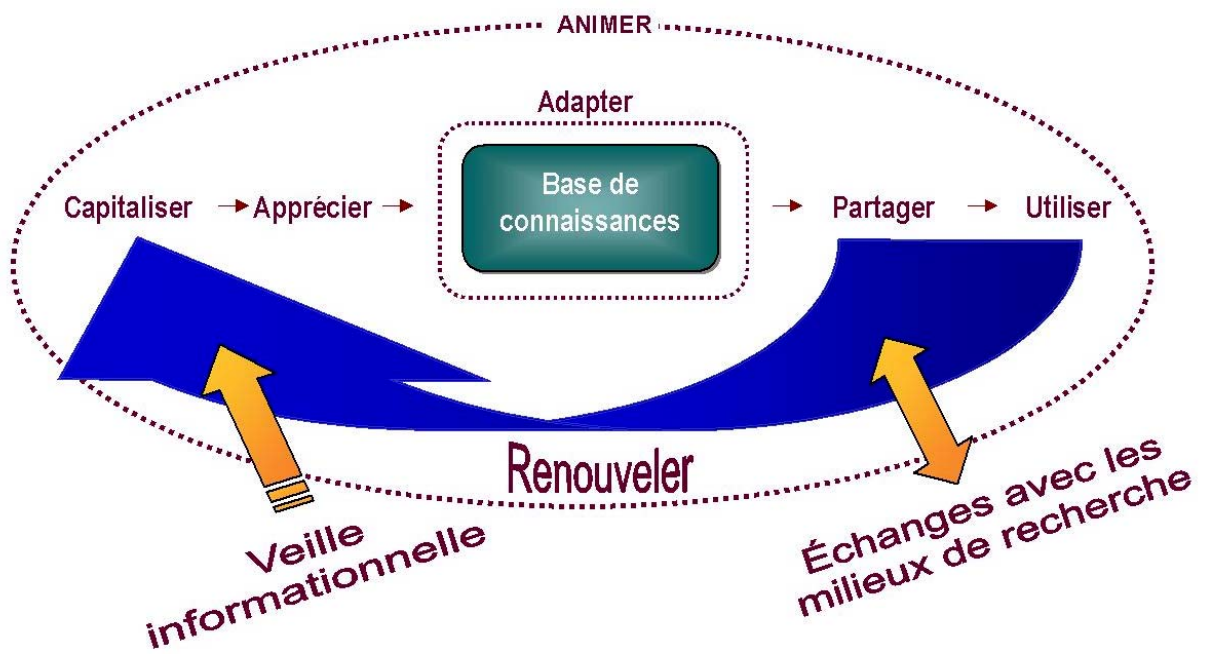 ANIMER
Adapter
Base de
connaissances
Capitaliser
Apprécier
Partager
Utiliser
Renouveler
Veille
informationnelle
Échanges avec les
milieux de recherche